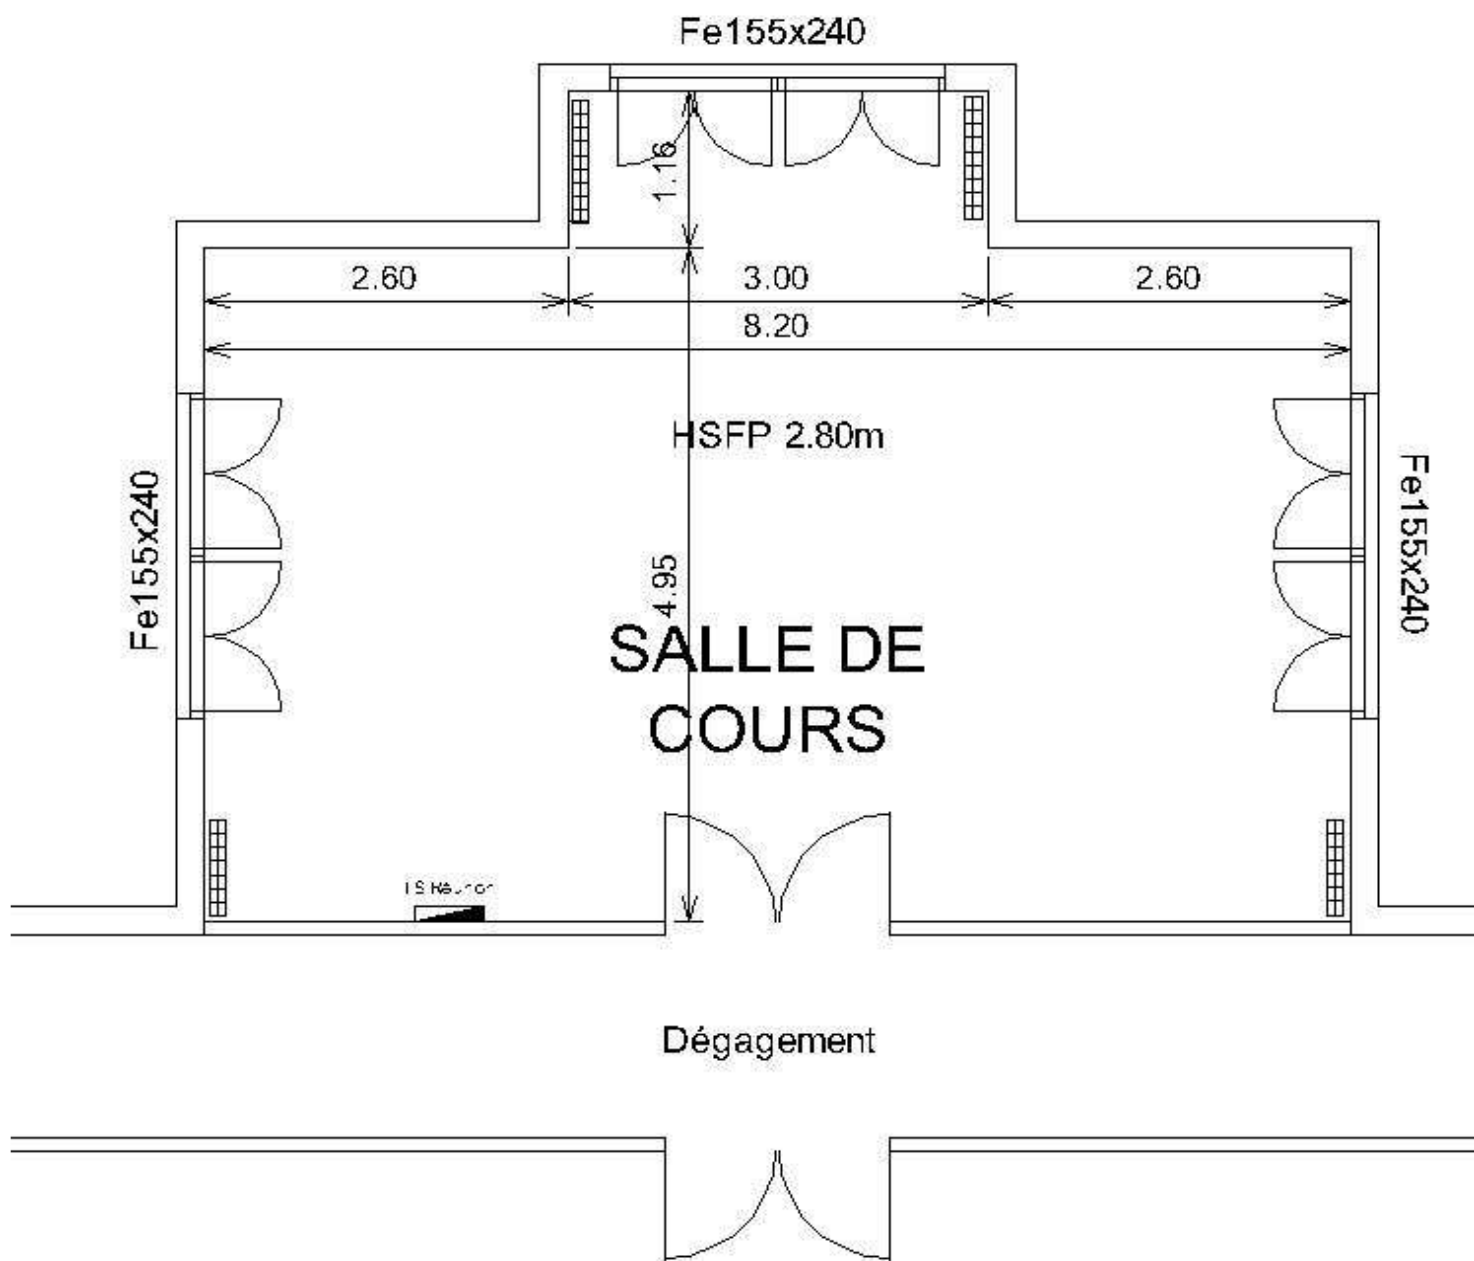 Fe155x240
1.16
2.60
3.00
2.60
8.20
HSFP 2.80m
Fe155x240
Fe155x240
4.95
SALLE DE
COURS
Réunion
Dégagement